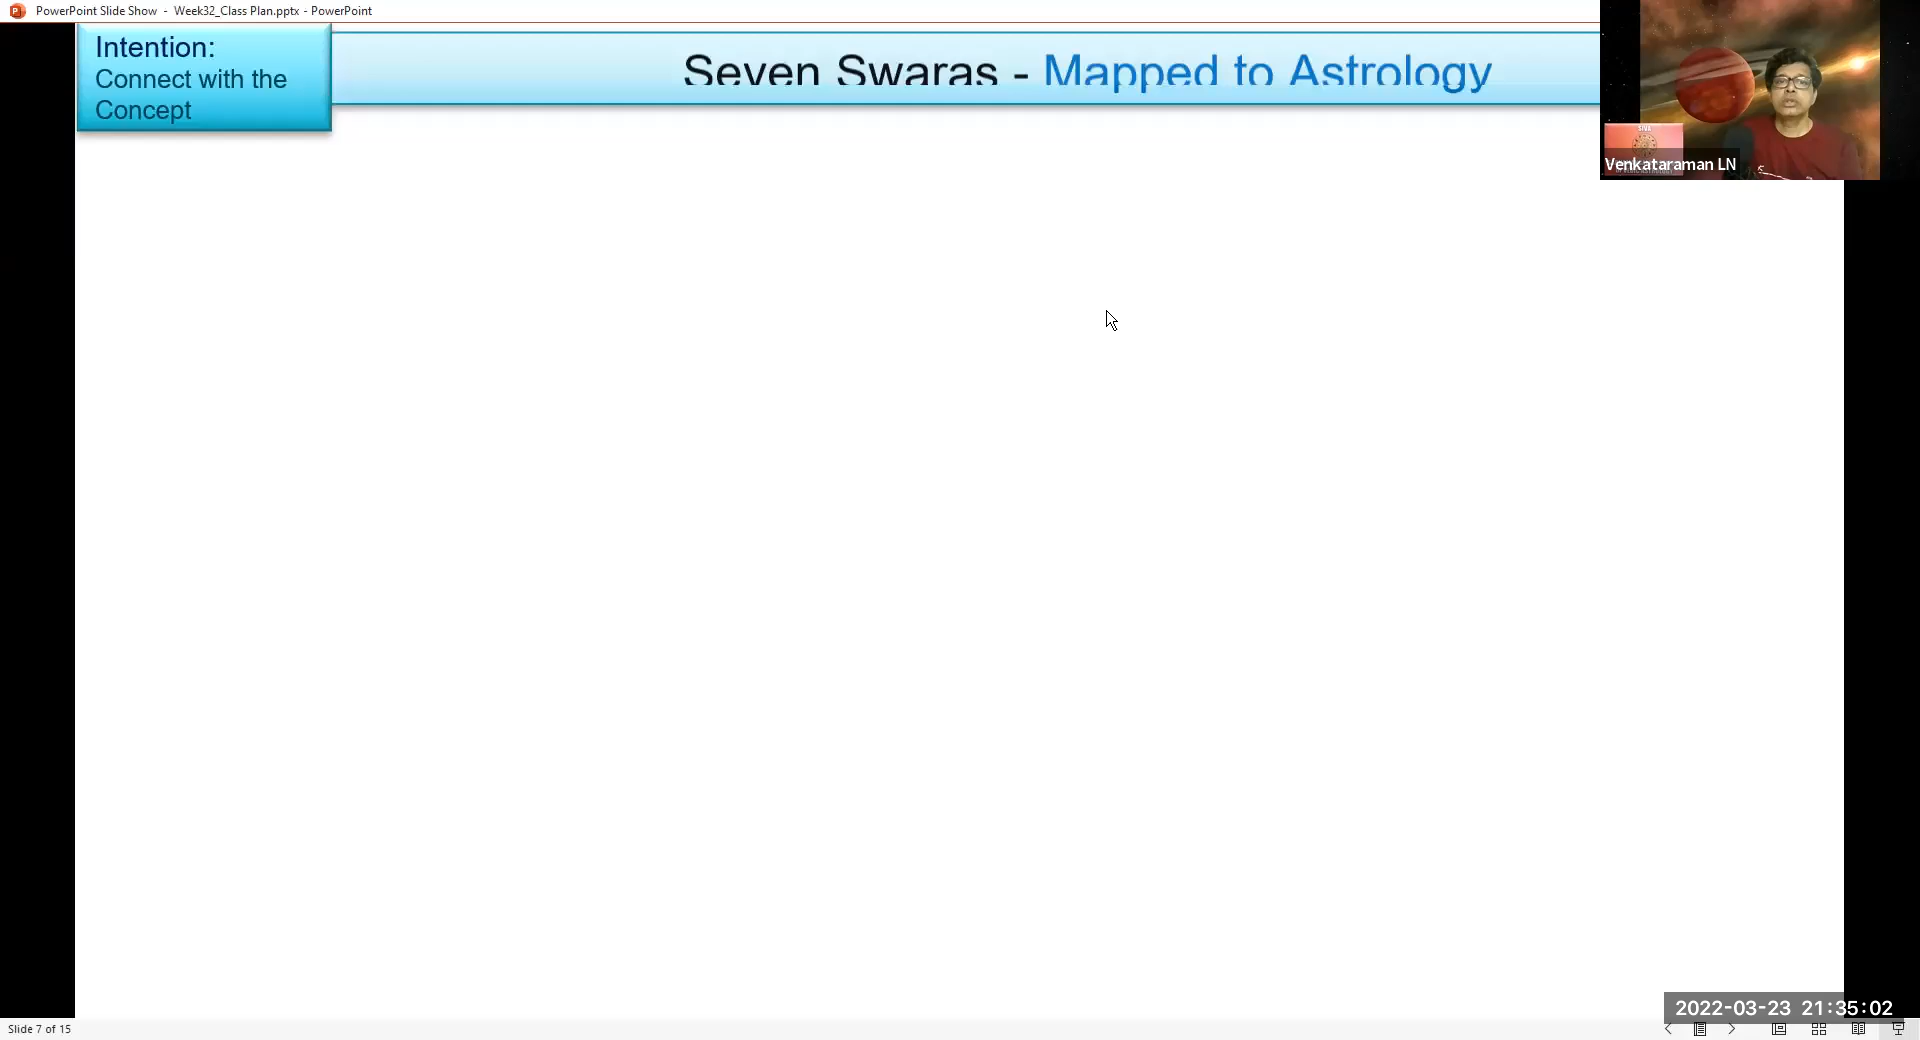 PowerPoint Slide Show - Week32_Class Plan.pptx - PowerPoint
Intention:
Connect with the
Concept
Seven Swaras - Mapped to Astrology
SIVA
Venkataraman LN
2022-03-23 21:35:02
Slide 7 of 15